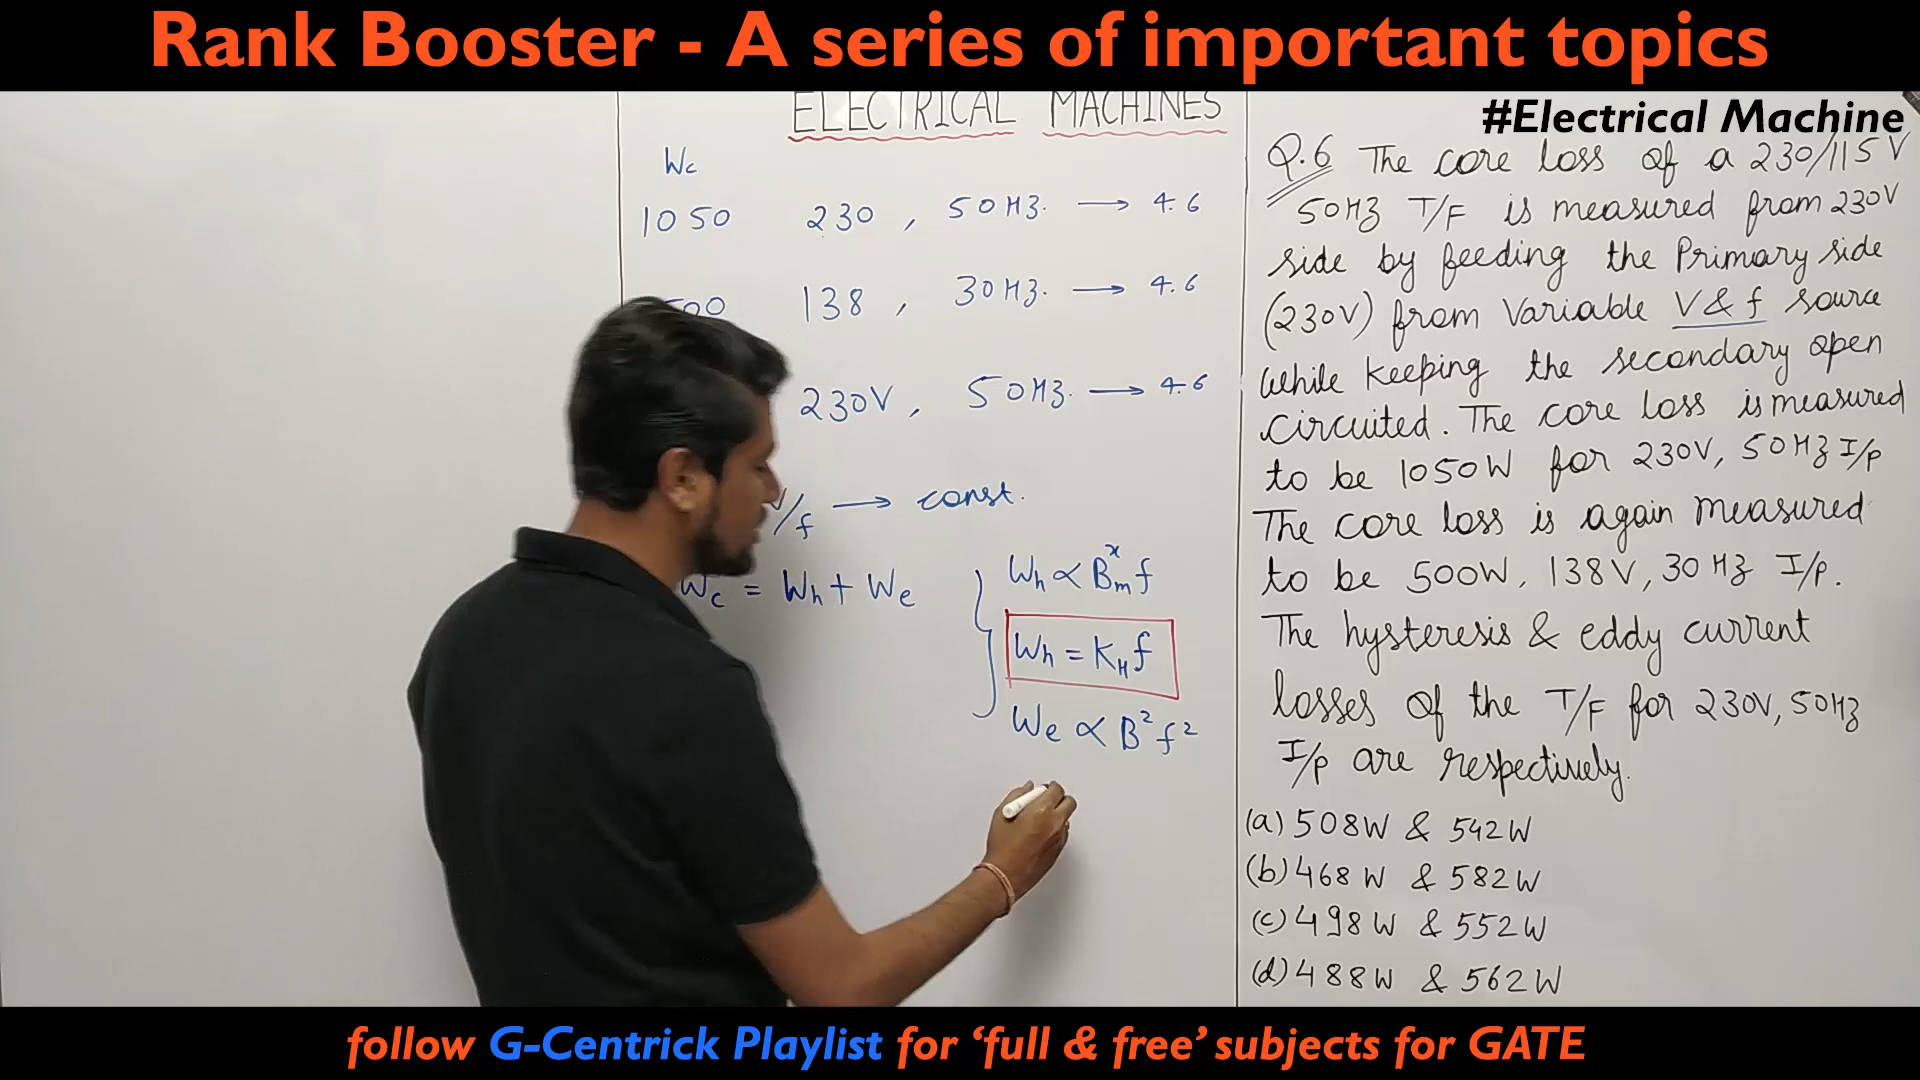 Rank Booster - A series of important topics
#Electrical Machine
ELECTRICAL MACHINES
Wc
1050 230 , 50Hz. → 4.6
500 138 , 30Hz. → 4.6
230V , 50Hz. → 4.6
V/f → const.
Wc = Wh + We
Wh ∝ Bm^x f
Wh = KH f
We ∝ B² f²
Q.6 The core loss of a 230/115 V
50Hz T/F is measured from 230V
side by feeding the Primary side
(230V) from Variable V & f source
while keeping the secondary open
circuited. The core loss is measured
to be 1050W for 230V, 50Hz I/p
The core loss is again measured
to be 500W, 138V, 30Hz I/p.
The hysteresis & eddy current
losses of the T/F for 230V, 50Hz
I/p are respectively.
(a) 508W & 542W
(b) 468W & 582W
(c) 498W & 552W
(d) 488W & 562W
follow G-Centrick Playlist for ‘full & free’ subjects for GATE